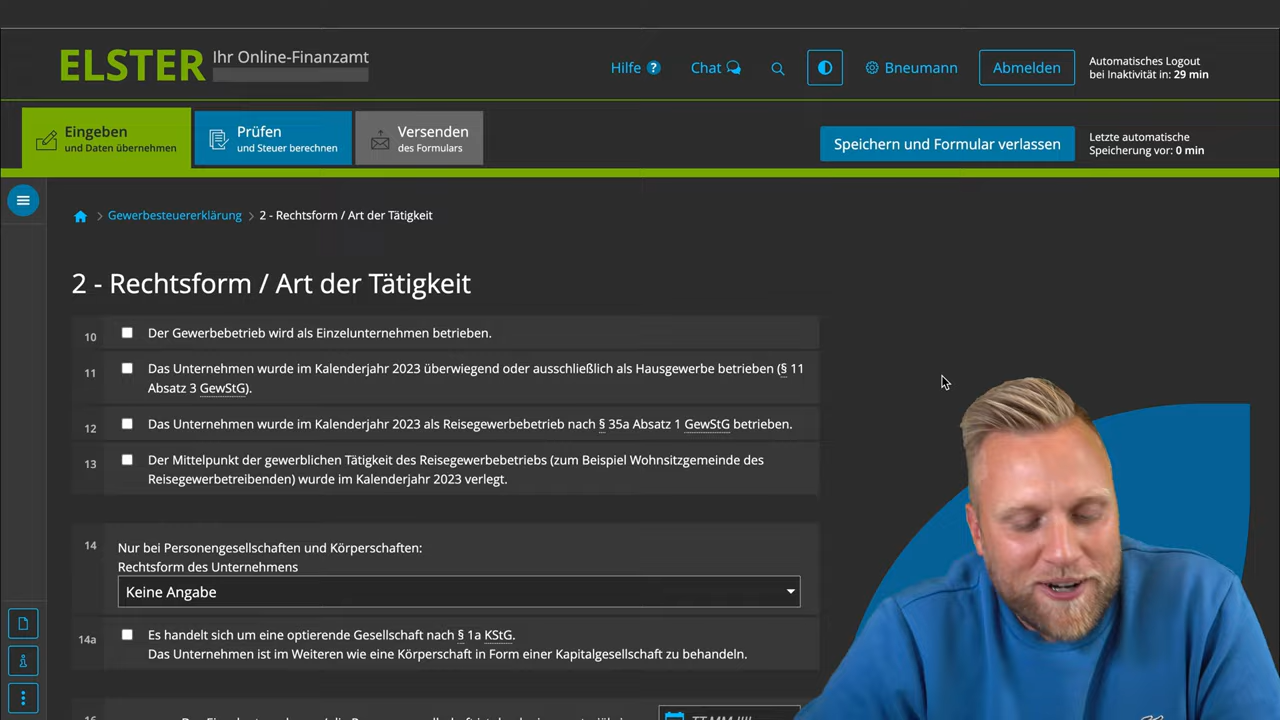 ELSTER
Ihr Online-Finanzamt
Hilfe ?
Chat
Bneumann
Abmelden
Automatisches Logout
bei Inaktivität in: 29 min
Eingeben
und Daten übernehmen
Prüfen
und Steuer berechnen
Versenden
des Formulars
Speichern und Formular verlassen
Letzte automatische
Speicherung vor: 0 min
Gewerbesteuererklärung > 2 - Rechtsform / Art der Tätigkeit
2 - Rechtsform / Art der Tätigkeit
10 Der Gewerbebetrieb wird als Einzelunternehmen betrieben.
11 Das Unternehmen wurde im Kalenderjahr 2023 überwiegend oder ausschließlich als Hausgewerbe betrieben (§ 11
Absatz 3 GewStG).
12 Das Unternehmen wurde im Kalenderjahr 2023 als Reisegewerbebetrieb nach § 35a Absatz 1 GewStG betrieben.
13 Der Mittelpunkt der gewerblichen Tätigkeit des Reisegewerbebetriebs (zum Beispiel Wohnsitzgemeinde des
Reisegewerbetreibenden) wurde im Kalenderjahr 2023 verlegt.
14 Nur bei Personengesellschaften und Körperschaften:
Rechtsform des Unternehmens
Keine Angabe
14a Es handelt sich um eine optierende Gesellschaft nach § 1a KStG.
Das Unternehmen ist im Weiteren wie eine Körperschaft in Form einer Kapitalgesellschaft zu behandeln.